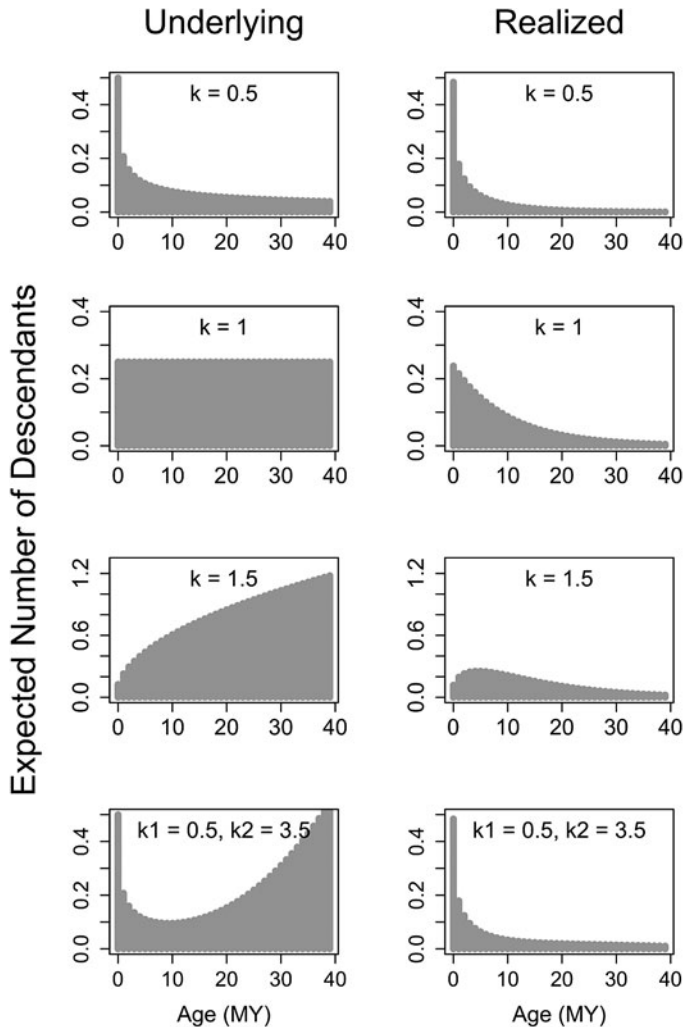 Underlying Realized
Expected Number of Descendants
k = 0.5 k = 0.5
0.4 0.4
0.2 0.2
0.0 0.0
0 10 20 30 40 0 10 20 30 40
k = 1 k = 1
0.4 0.4
0.2 0.2
0.0 0.0
0 10 20 30 40 0 10 20 30 40
k = 1.5 k = 1.5
1.2 1.2
0.6 0.6
0.0 0.0
0 10 20 30 40 0 10 20 30 40
k1 = 0.5, k2 = 3.5 k1 = 0.5, k2 = 3.5
0.4 0.4
0.2 0.2
0.0 0.0
0 10 20 30 40 0 10 20 30 40
Age (MY) Age (MY)